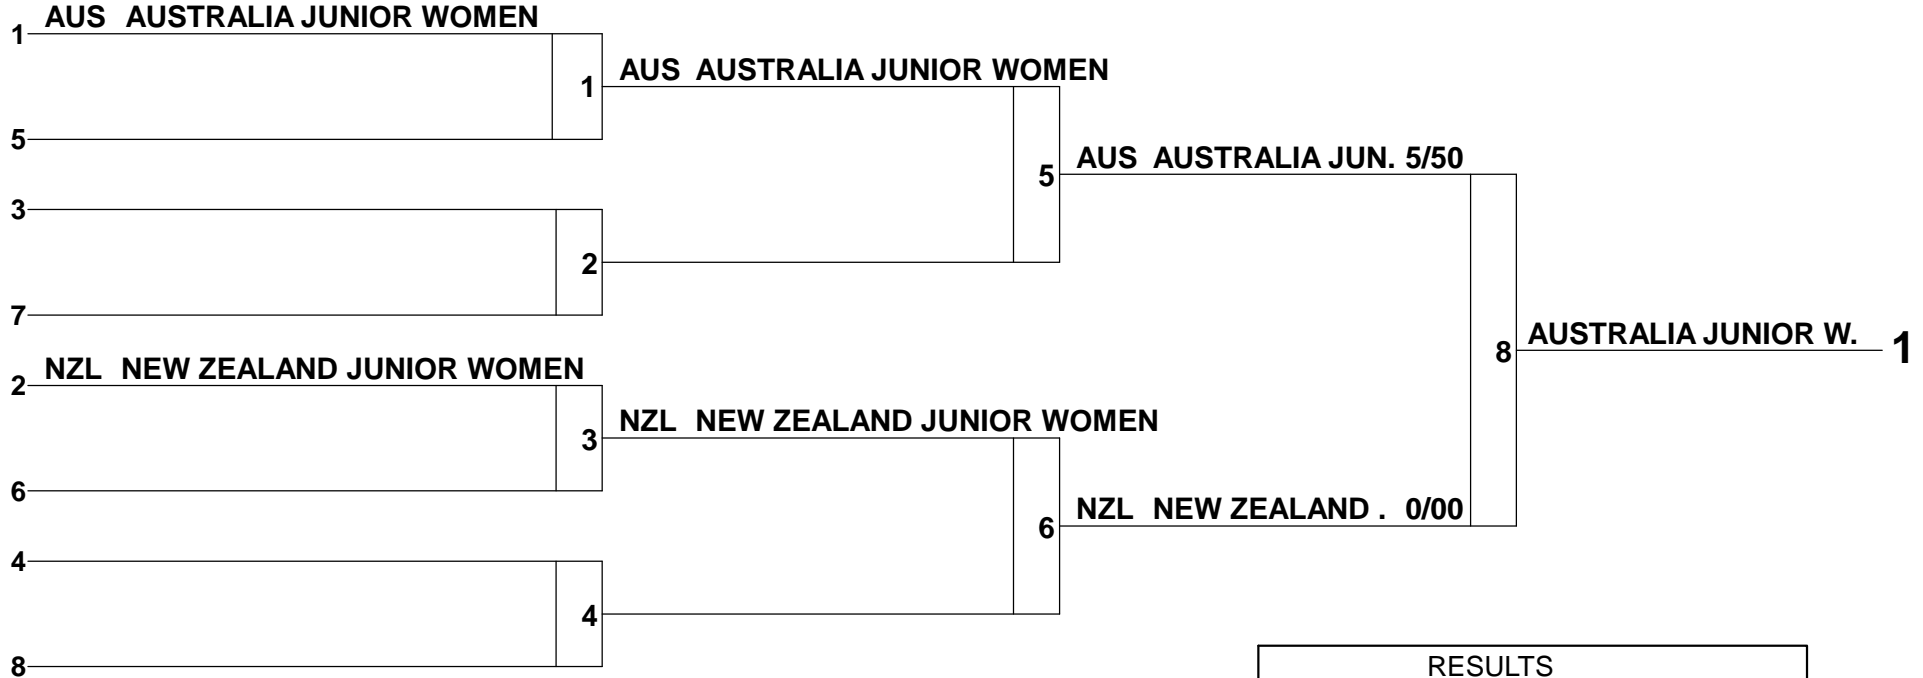 1 AUS AUSTRALIA JUNIOR WOMEN
1 AUS AUSTRALIA JUNIOR WOMEN
5
5 AUS AUSTRALIA JUN. 5/50
3
2
7
8 AUSTRALIA JUNIOR W. 1
2 NZL NEW ZEALAND JUNIOR WOMEN
3 NZL NEW ZEALAND JUNIOR WOMEN
6
6 NZL NEW ZEALAND . 0/00
4
4
8
RESULTS